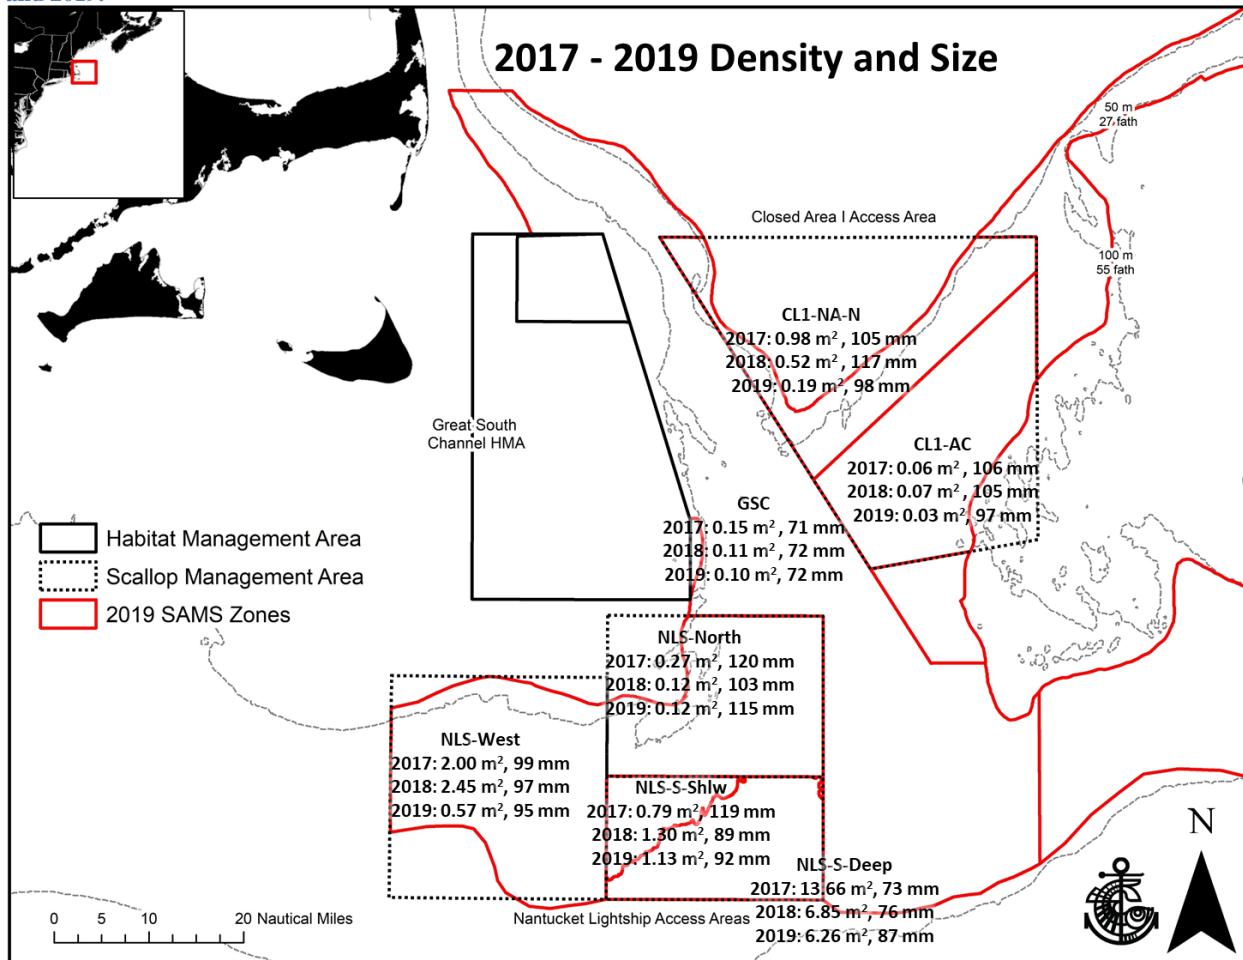 2017 - 2019 Density and Size
50 m
27 fath
Closed Area I Access Area
100 m
55 fath
CL1-NA-N
2017: 0.98 m², 105 mm
2018: 0.52 m², 117 mm
2019: 0.19 m², 98 mm
Great South
Channel HMA
CL1-AC
2017: 0.06 m², 106 mm
2018: 0.07 m², 105 mm
2019: 0.03 m², 97 mm
GSC
2017: 0.15 m², 71 mm
2018: 0.11 m², 72 mm
2019: 0.10 m², 72 mm
Habitat Management Area
Scallop Management Area
2019 SAMS Zones
NLS-North
2017: 0.27 m², 120 mm
2018: 0.12 m², 103 mm
2019: 0.12 m², 115 mm
NLS-West
2017: 2.00 m², 99 mm
2018: 2.45 m², 97 mm
2019: 0.57 m², 95 mm
NLS-S-Shlw
2017: 0.79 m², 119 mm
2018: 1.30 m², 89 mm
2019: 1.13 m², 92 mm
NLS-S-Deep
2017: 13.66 m², 73 mm
2018: 6.85 m², 76 mm
2019: 6.26 m², 87 mm
N
0 5 10 20 Nautical Miles
Nantucket Lightship Access Areas